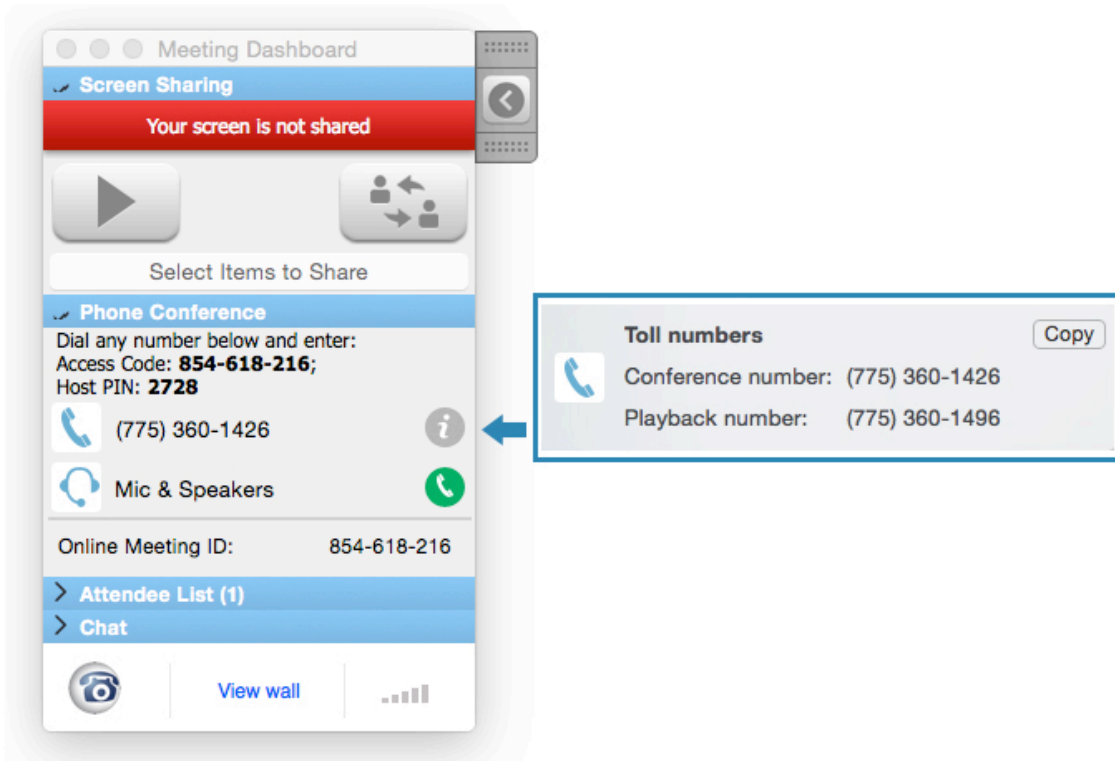 Meeting Dashboard
Screen Sharing
Your screen is not shared
Select Items to Share
Phone Conference
Dial any number below and enter:
Access Code: 854-618-216;
Host PIN: 2728
(775) 360-1426
Mic & Speakers
Online Meeting ID: 854-618-216
Attendee List (1)
Chat
View wall
Toll numbers Copy
Conference number: (775) 360-1426
Playback number: (775) 360-1496